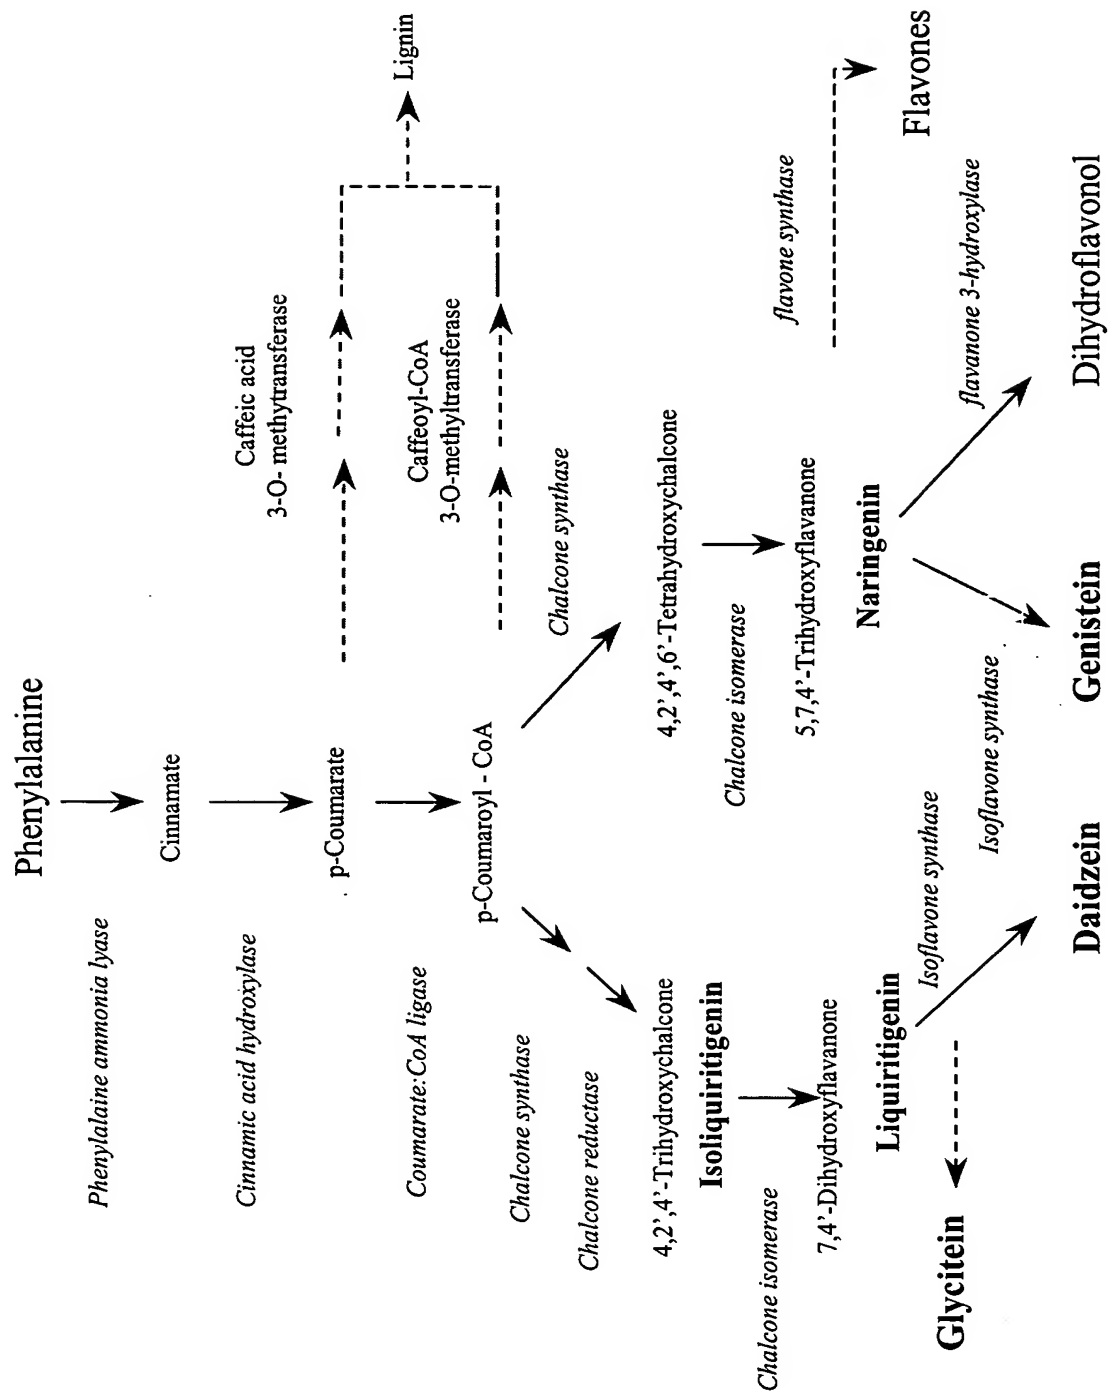 Phenylalanine
Phenylalaine ammonia lyase
Cinnamate
Cinnamic acid hydroxylase
Caffeic acid
3-O- methytransferase
p-Coumarate
Lignin
Coumarate:CoA ligase
Caffeoyl-CoA
3-O-methyltransferase
p-Coumaroyl - CoA
Chalcone synthase
Chalcone synthase
Chalcone reductase
4,2’,4’-Trihydroxychalcone
Isoliquiritigenin
4,2’,4’,6’-Tetrahydroxychalcone
Chalcone isomerase
Chalcone isomerase
7,4’-Dihydroxyflavanone
Liquiritigenin
5,7,4’-Trihydroxyflavanone
Naringenin
flavone synthase
Flavones
Isoflavone synthase
Isoflavone synthase
flavanone 3-hydroxylase
Glycitein
Daidzein
Genistein
Dihydroflavonol